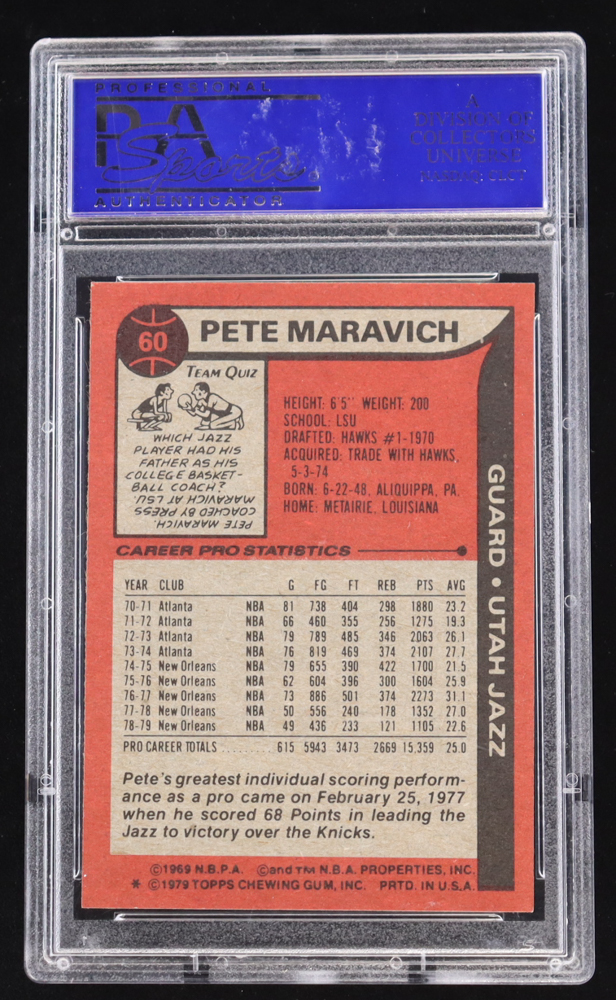 PROFESSIONAL
PSA
Sports
AUTHENTICATOR
A
DIVISION OF
COLLECTORS
UNIVERSE
NASDAQ: CLCT
60
PETE MARAVICH
TEAM QUIZ
WHICH JAZZ
PLAYER HAD HIS
FATHER AS HIS
COLLEGE BASKET-
BALL COACH?
PETE MARAVICH.
COACHED BY PRESS
MARAVICH AT LSU.
HEIGHT: 6'5" WEIGHT: 200
SCHOOL: LSU
DRAFTED: HAWKS #1-1970
ACQUIRED: TRADE WITH HAWKS,
5-3-74
BORN: 6-22-48, ALIQUIPPA, PA.
HOME: METAIRIE, LOUISIANA
GUARD • UTAH JAZZ
CAREER PRO STATISTICS
YEAR CLUB G FG FT REB PTS AVG
70-71 Atlanta NBA 81 738 404 298 1880 23.2
71-72 Atlanta NBA 66 460 355 256 1275 19.3
72-73 Atlanta NBA 79 789 485 346 2063 26.1
73-74 Atlanta NBA 76 819 469 374 2107 27.7
74-75 New Orleans NBA 79 655 390 422 1700 21.5
75-76 New Orleans NBA 62 604 396 300 1604 25.9
76-77 New Orleans NBA 73 886 501 374 2273 31.1
77-78 New Orleans NBA 50 556 240 178 1352 27.0
78-79 New Orleans NBA 49 436 233 121 1105 22.6
PRO CAREER TOTALS ......... 615 5943 3473 2669 15,359 25.0
Pete's greatest individual scoring perform-
ance as a pro came on February 25, 1977
when he scored 68 Points in leading the
Jazz to victory over the Knicks.
©1969 N.B.P.A. ©and TM N.B.A. PROPERTIES, INC.
* ©1979 TOPPS CHEWING GUM, INC. PRTD. IN U.S.A.